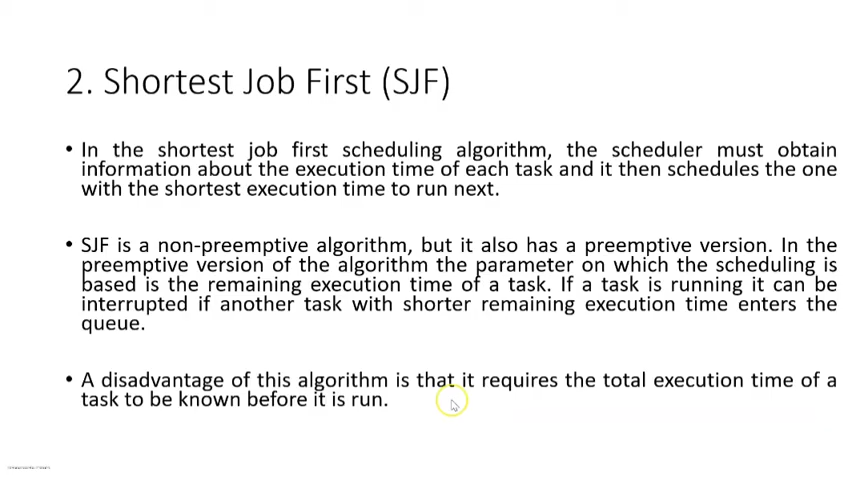 2. Shortest Job First (SJF)
• In the shortest job first scheduling algorithm, the scheduler must obtain
information about the execution time of each task and it then schedules the one
with the shortest execution time to run next.
• SJF is a non-preemptive algorithm, but it also has a preemptive version. In the
preemptive version of the algorithm the parameter on which the scheduling is
based is the remaining execution time of a task. If a task is running it can be
interrupted if another task with shorter remaining execution time enters the
queue.
• A disadvantage of this algorithm is that it requires the total execution time of a
task to be known before it is run.